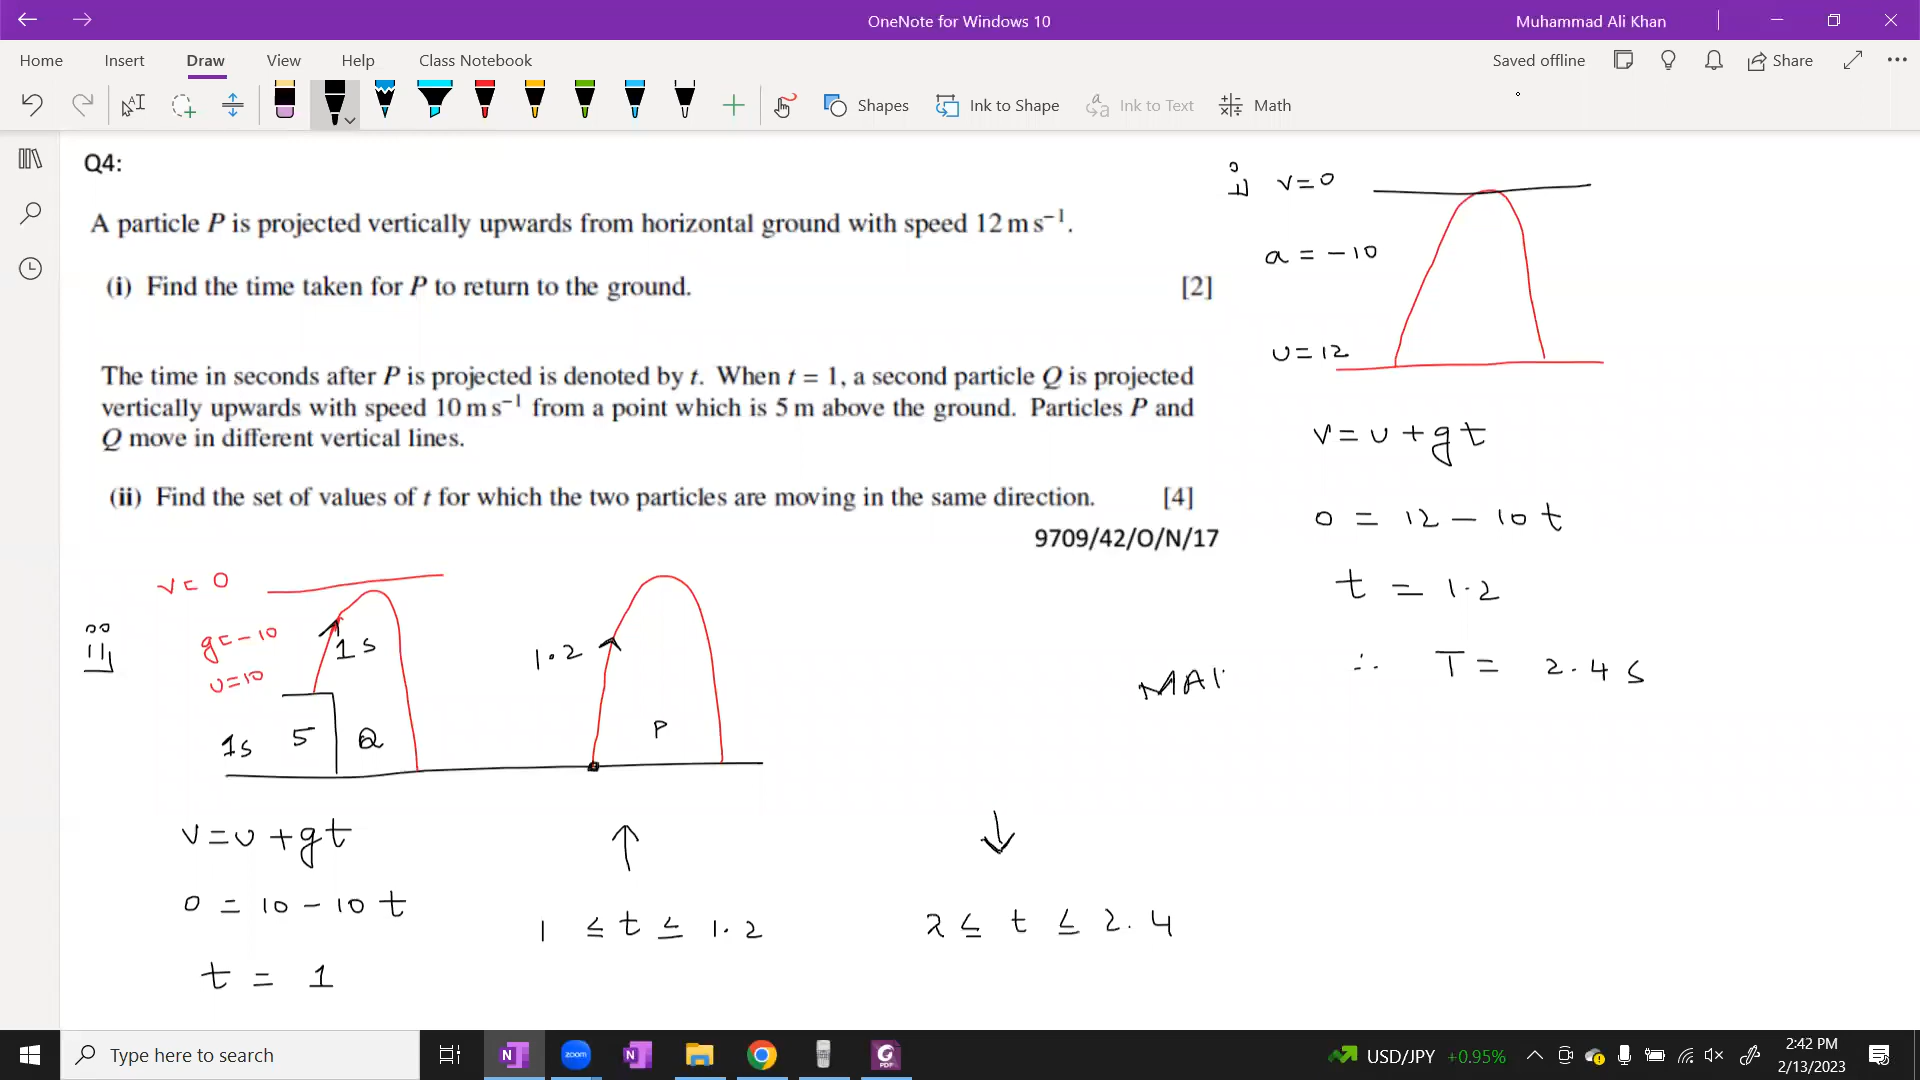 OneNote for Windows 10
Muhammad Ali Khan
Home Insert Draw View Help Class Notebook
Saved offline
Share
Shapes
Ink to Shape
Ink to Text
Math
Q4:
A particle P is projected vertically upwards from horizontal ground with speed 12 m s⁻¹.
(i) Find the time taken for P to return to the ground. [2]
The time in seconds after P is projected is denoted by t. When t = 1, a second particle Q is projected
vertically upwards with speed 10 m s⁻¹ from a point which is 5 m above the ground. Particles P and
Q move in different vertical lines.
(ii) Find the set of values of t for which the two particles are moving in the same direction. [4]
9709/42/O/N/17
i
v=0
a = -10
u=12
v=u+gt
0 = 12 - 10t
t = 1.2
∴ T = 2.4s
ii
v= 0
g=-10
u=10
1s
1s
5
Q
1.2
P
v=u+gt
0 = 10 - 10t
t = 1
↑
1 ≤ t ≤ 1.2
↓
2 ≤ t ≤ 2.4
Type here to search
zoom
PDF
USD/JPY +0.95%
2:42 PM
2/13/2023